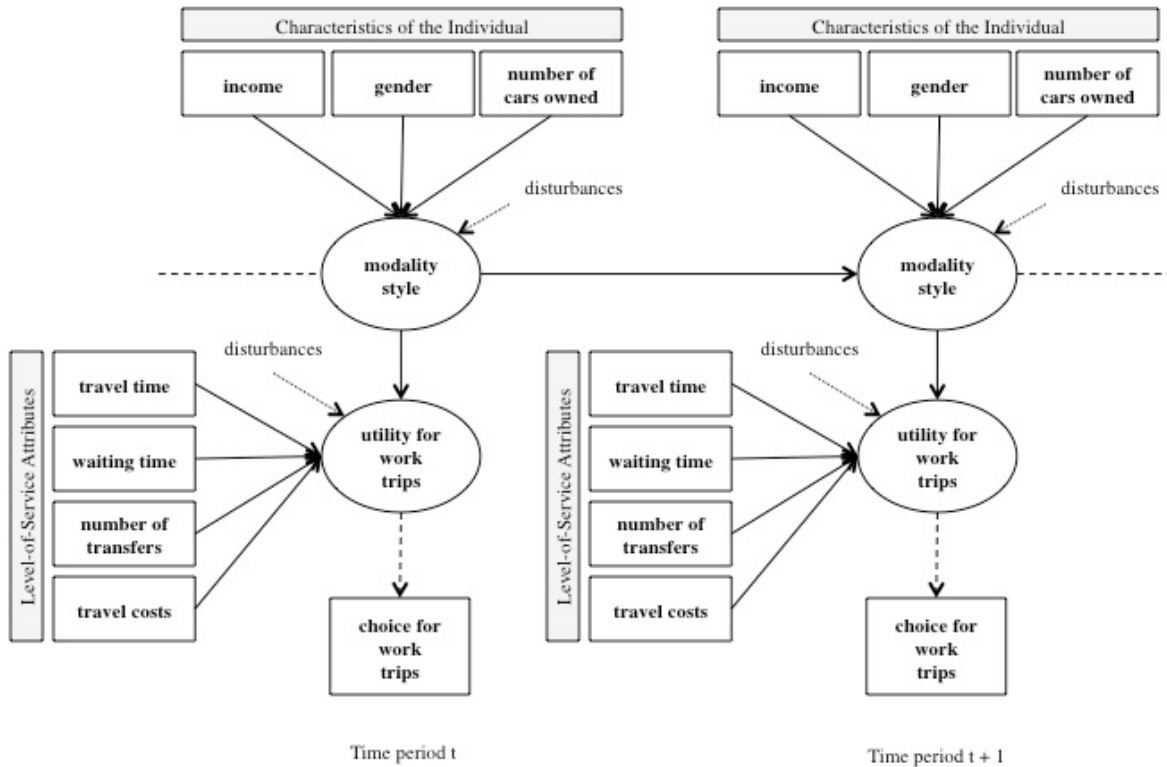 Characteristics of the Individual
income
gender
number of
cars owned
disturbances
modality
style
disturbances
Level-of-Service Attributes
travel time
waiting time
number of
transfers
travel costs
utility for
work
trips
choice for
work
trips
Time period t
Characteristics of the Individual
income
gender
number of
cars owned
disturbances
modality
style
disturbances
Level-of-Service Attributes
travel time
waiting time
number of
transfers
travel costs
utility for
work
trips
choice for
work
trips
Time period t + 1